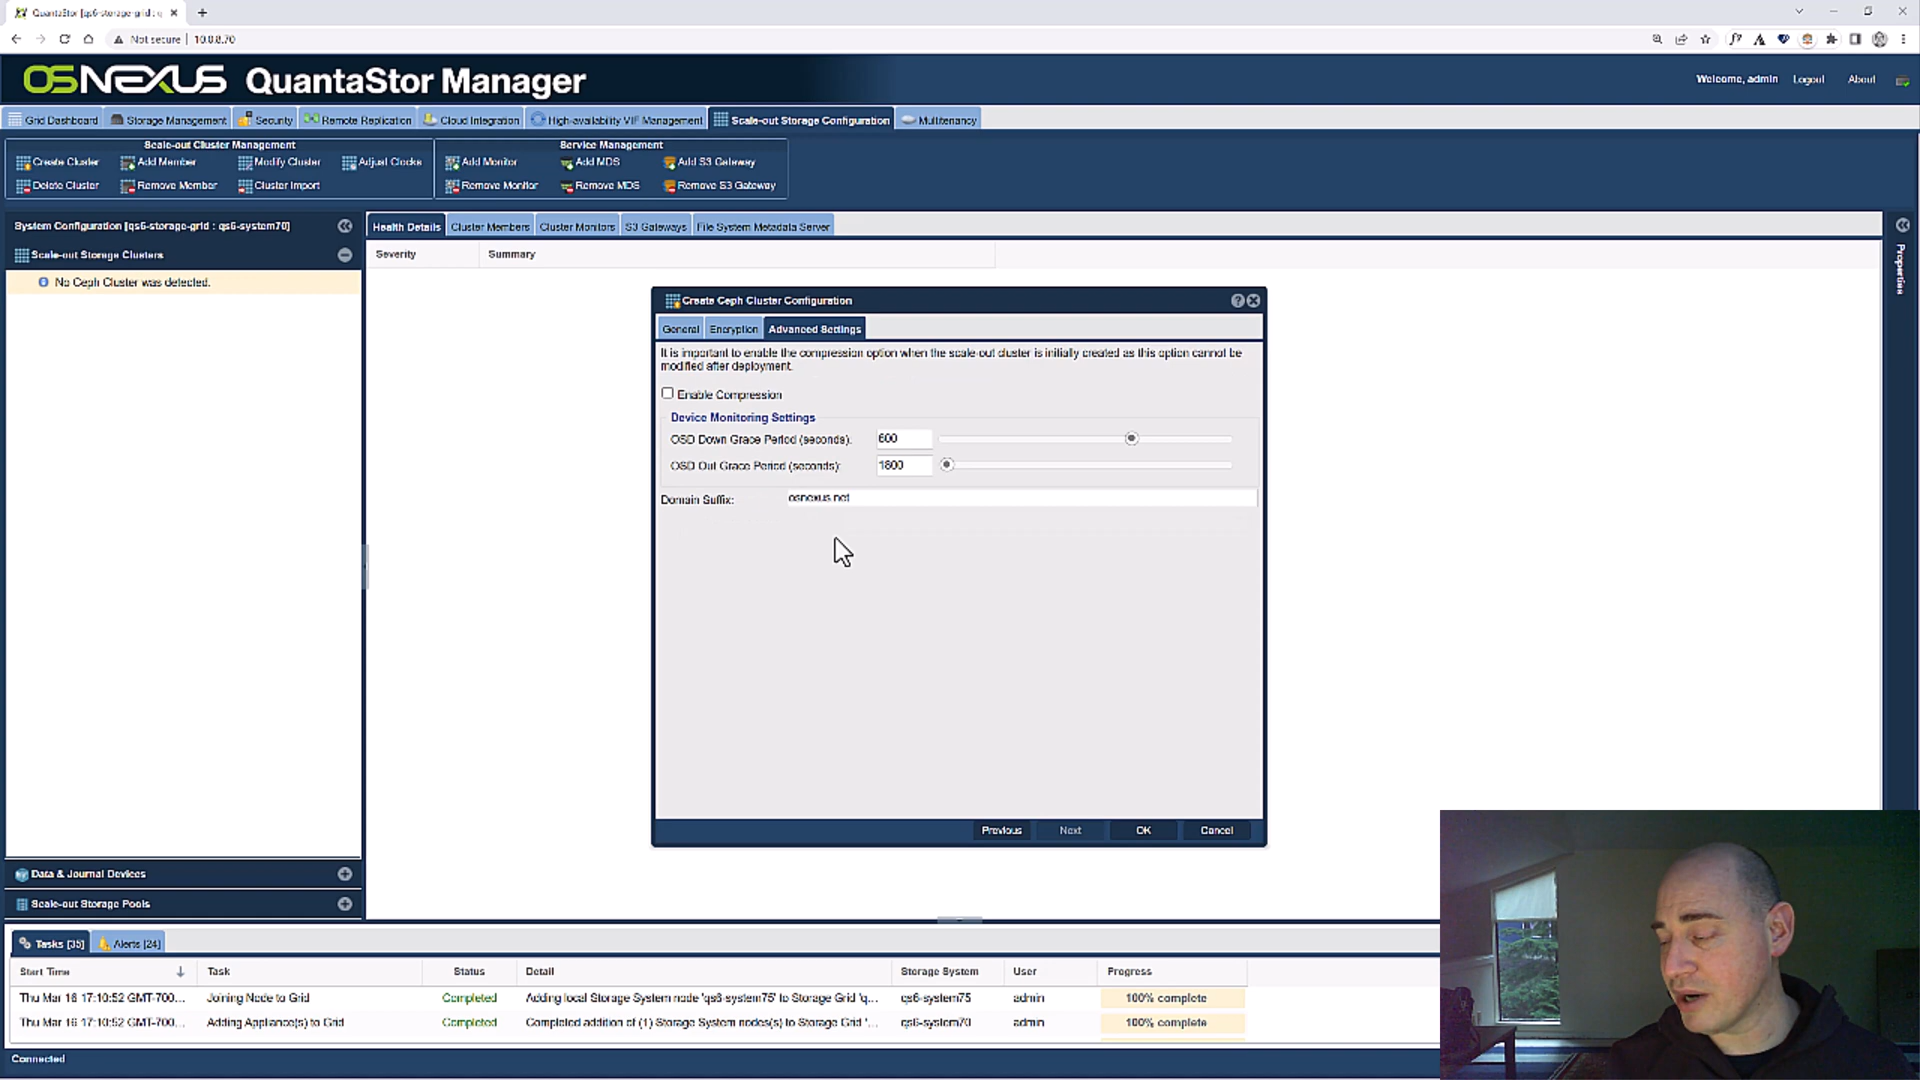 QuantaStor [qs6-storage-grid : q
Not secure | 10.0.8.70
OSNEXUS QuantaStor Manager
Welcome, admin Logout About
Grid Dashboard Storage Management Security Remote Replication Cloud Integration High-availability VIF Management Scale-out Storage Configuration Multitenancy
Scale-out Cluster Management Service Management
Create Cluster Add Member Modify Cluster Adjust Clocks Add Monitor Add MDS Add S3 Gateway
Delete Cluster Remove Member Cluster Import Remove Monitor Remove MDS Remove S3 Gateway
System Configuration [qs6-storage-grid : qs6-system70]
Health Details Cluster Members Cluster Monitors S3 Gateways File System Metadata Server
Scale-out Storage Clusters
Severity Summary
No Ceph Cluster was detected.
Properties
Create Ceph Cluster Configuration
General Encryption Advanced Settings
It is important to enable the compression option when the scale-out cluster is initially created as this option cannot be
modified after deployment.
Enable Compression
Device Monitoring Settings
OSD Down Grace Period (seconds): 600
OSD Out Grace Period (seconds): 1800
Domain Suffix: osnexus.net
Previous Next OK Cancel
Data & Journal Devices
Scale-out Storage Pools
Tasks [35] Alerts [24]
Start Time Task Status Detail Storage System User Progress
Thu Mar 16 17:10:52 GMT-700... Joining Node to Grid Completed Adding local Storage System node 'qs6-system75' to Storage Grid 'q... qs6-system75 admin 100% complete
Thu Mar 16 17:10:52 GMT-700... Adding Appliance(s) to Grid Completed Completed addition of (1) Storage System nodes(s) to Storage Grid '... qs6-system70 admin 100% complete
Connected